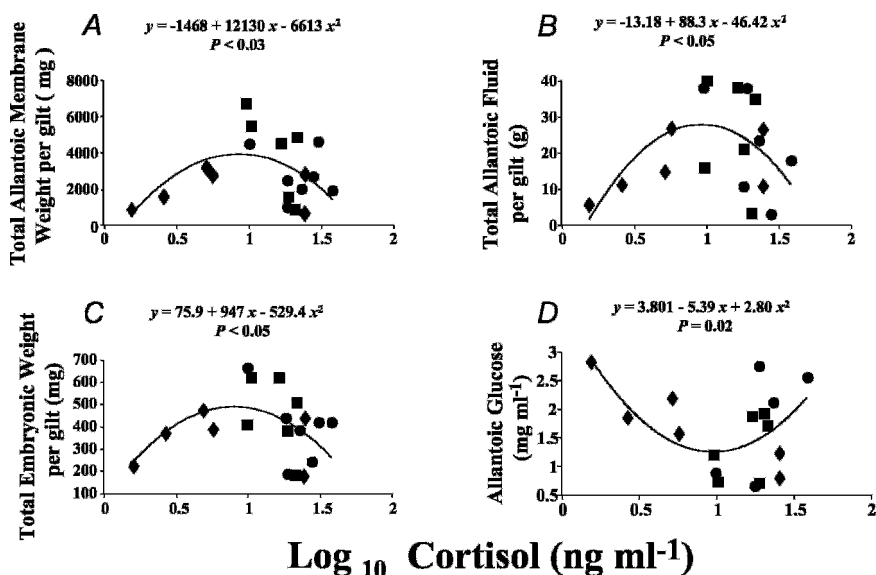 A
y = -1468 + 12130 x - 6613 x²
P < 0.03
Total Allantoic Membrane
Weight per gilt ( mg )
8000
6000
4000
2000
0
0 0.5 1 1.5 2
B
y = -13.18 + 88.3 x - 46.42 x²
P < 0.05
Total Allantoic Fluid
per gilt (g)
40
30
20
10
0
0 0.5 1 1.5 2
C
y = 75.9 + 947 x - 529.4 x²
P < 0.05
Total Embryonic Weight
per gilt (mg)
700
600
500
400
300
200
100
0 0.5 1 1.5 2
D
y = 3.801 - 5.39 x + 2.80 x²
P = 0.02
Allantoic Glucose
(mg ml⁻¹)
3
2.5
2
1.5
1
0.5
0 0.5 1 1.5 2
Log 10 Cortisol (ng ml⁻¹)